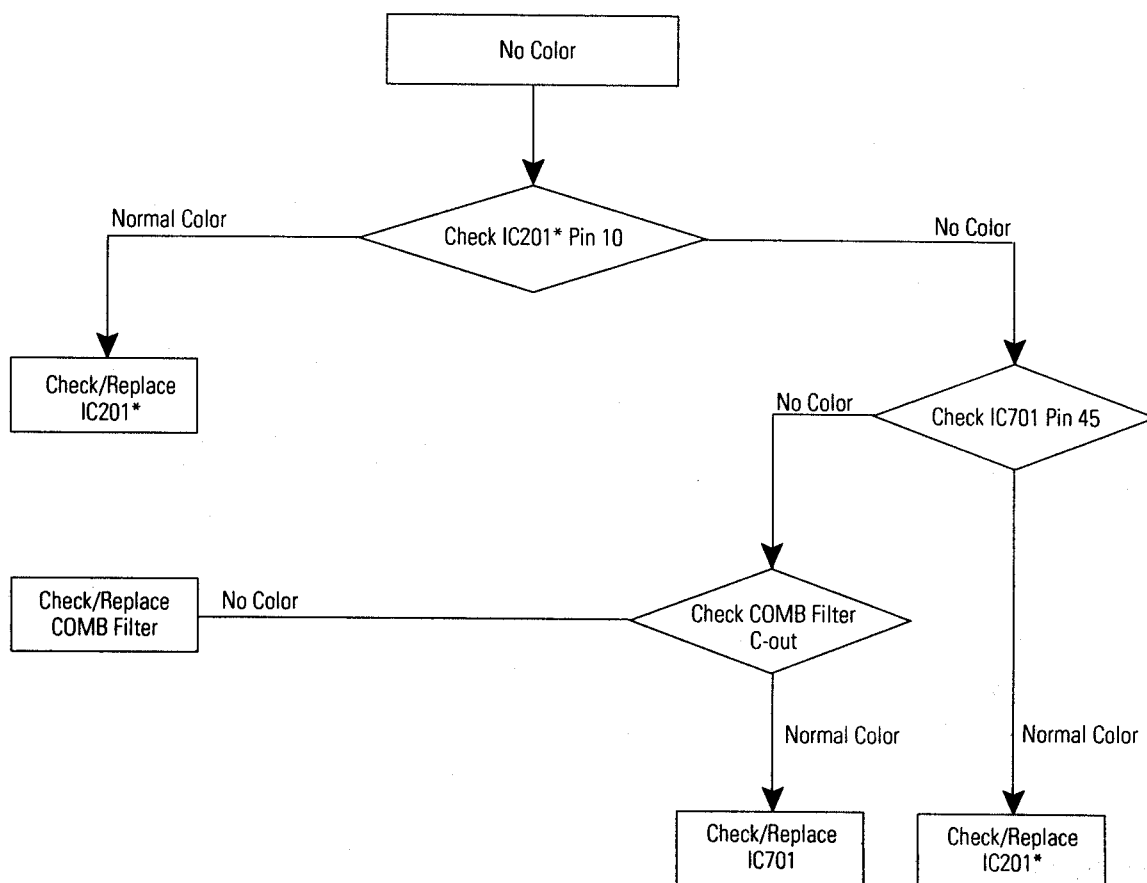 No Color
Normal Color
Check IC201* Pin 10
No Color
Check/Replace
IC201*
No Color
Check IC701 Pin 45
Check/Replace
COMB Filter
No Color
Check COMB Filter
C-out
Normal Color
Normal Color
Check/Replace
IC701
Check/Replace
IC201*